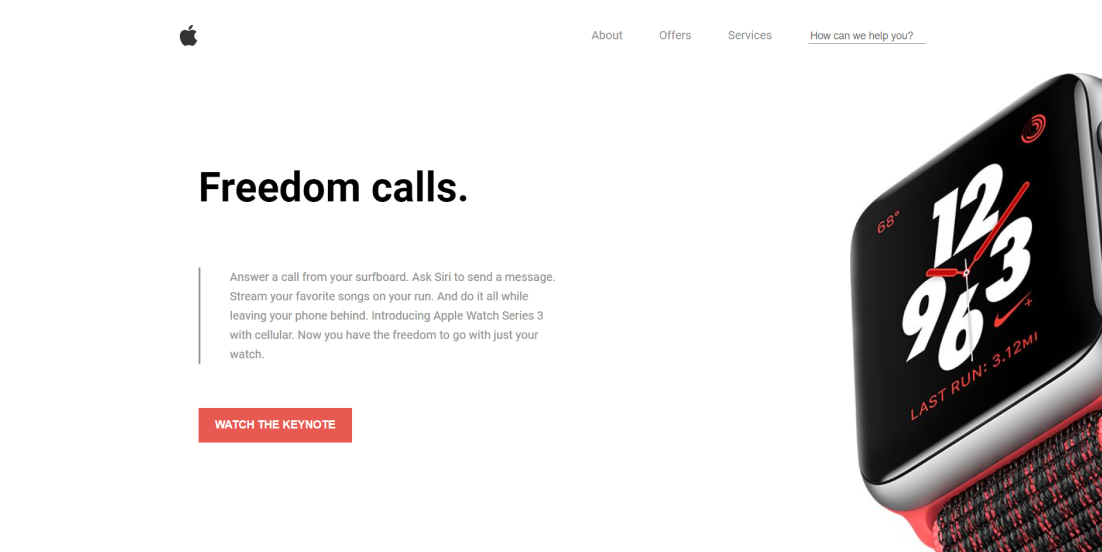 About Offers Services How can we help you?
Freedom calls.
Answer a call from your surfboard. Ask Siri to send a message.
Stream your favorite songs on your run. And do it all while
leaving your phone behind. Introducing Apple Watch Series 3
with cellular. Now you have the freedom to go with just your
watch.
WATCH THE KEYNOTE
68°
12
3
9
6
+
LAST RUN: 3.12MI